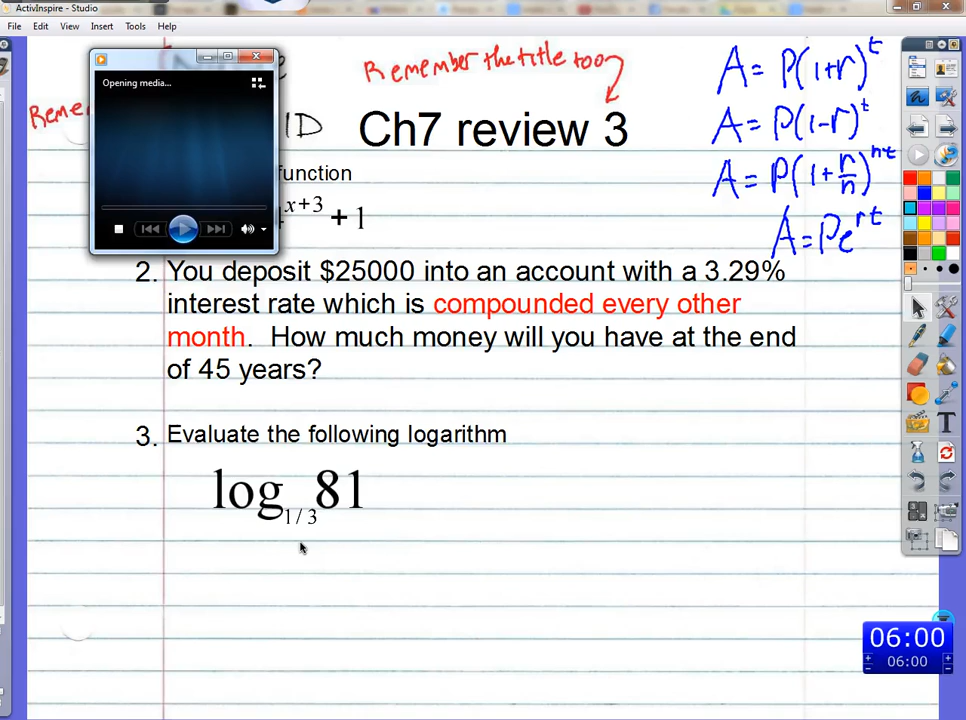 ActivInspire - Studio
File Edit View Insert Tools Help
Opening media...
Remember the title too
ID
Ch7 review 3
function
x+3
+ 1
A = P(1+r)^t
A = P(1-r)^t
A = P(1+r/n)^nt
A = Pe^rt
2. You deposit $25000 into an account with a 3.29%
interest rate which is compounded every other
month. How much money will you have at the end
of 45 years?
3. Evaluate the following logarithm
log_1/3 81
06:00
06:00